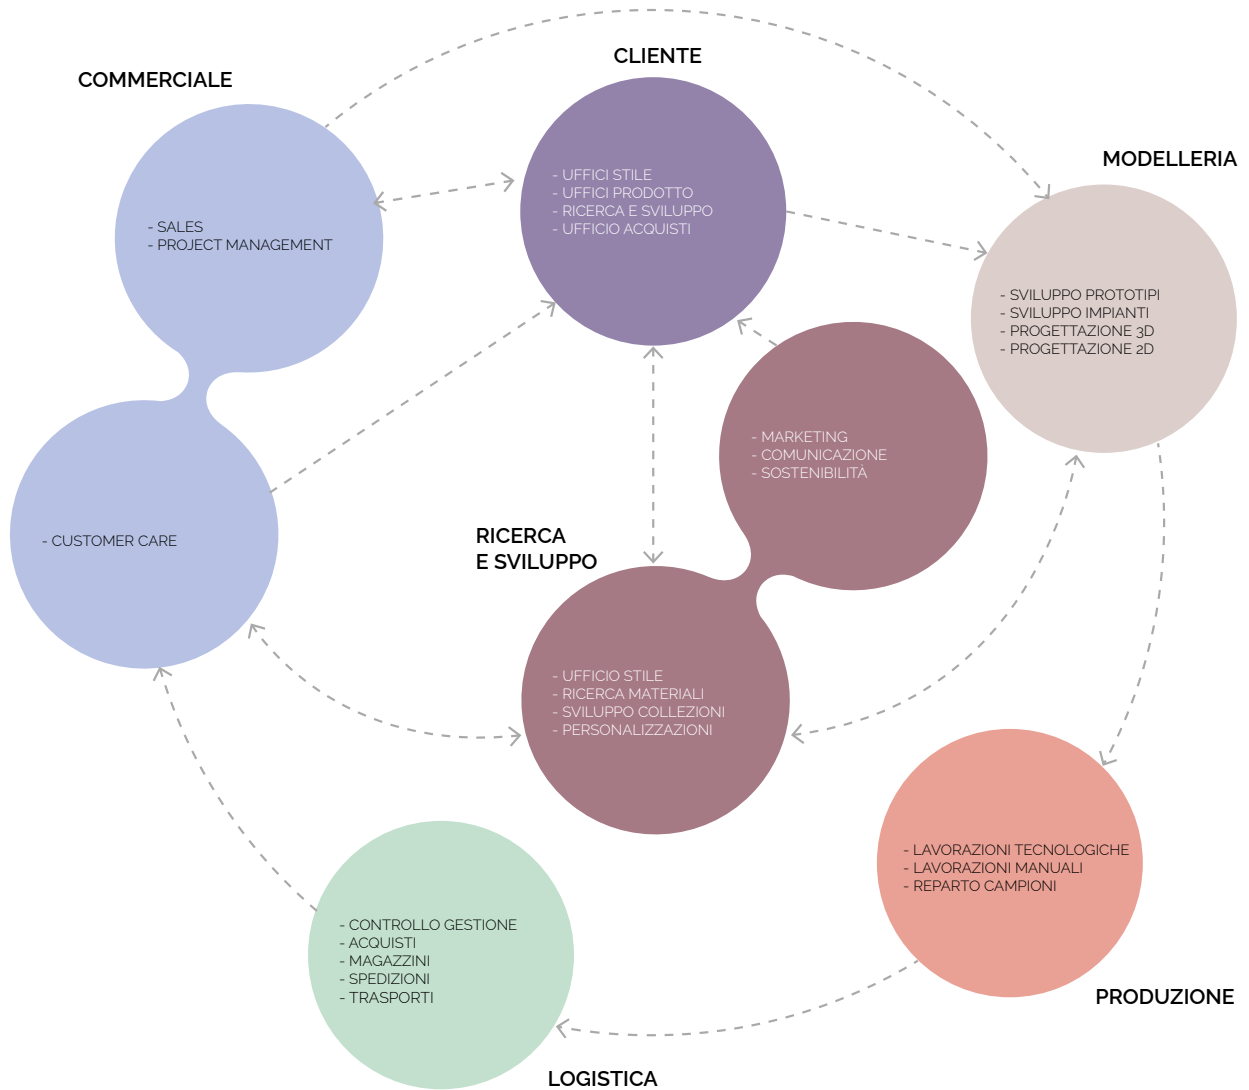 CLIENTE
COMMERCIALE
MODELLERIA
- UFFICI STILE
- UFFICI PRODOTTO
- RICERCA E SVILUPPO
- UFFICIO ACQUISTI
- SALES
- PROJECT MANAGEMENT
- SVILUPPO PROTOTIPI
- SVILUPPO IMPIANTI
- PROGETTAZIONE 3D
- PROGETTAZIONE 2D
- MARKETING
- COMUNICAZIONE
- SOSTENIBILITÀ
- CUSTOMER CARE
RICERCA
E SVILUPPO
- UFFICIO STILE
- RICERCA MATERIALI
- SVILUPPO COLLEZIONI
- PERSONALIZZAZIONI
- LAVORAZIONI TECNOLOGICHE
- LAVORAZIONI MANUALI
- REPARTO CAMPIONI
- CONTROLLO GESTIONE
- ACQUISTI
- MAGAZZINI
- SPEDIZIONI
- TRASPORTI
PRODUZIONE
LOGISTICA